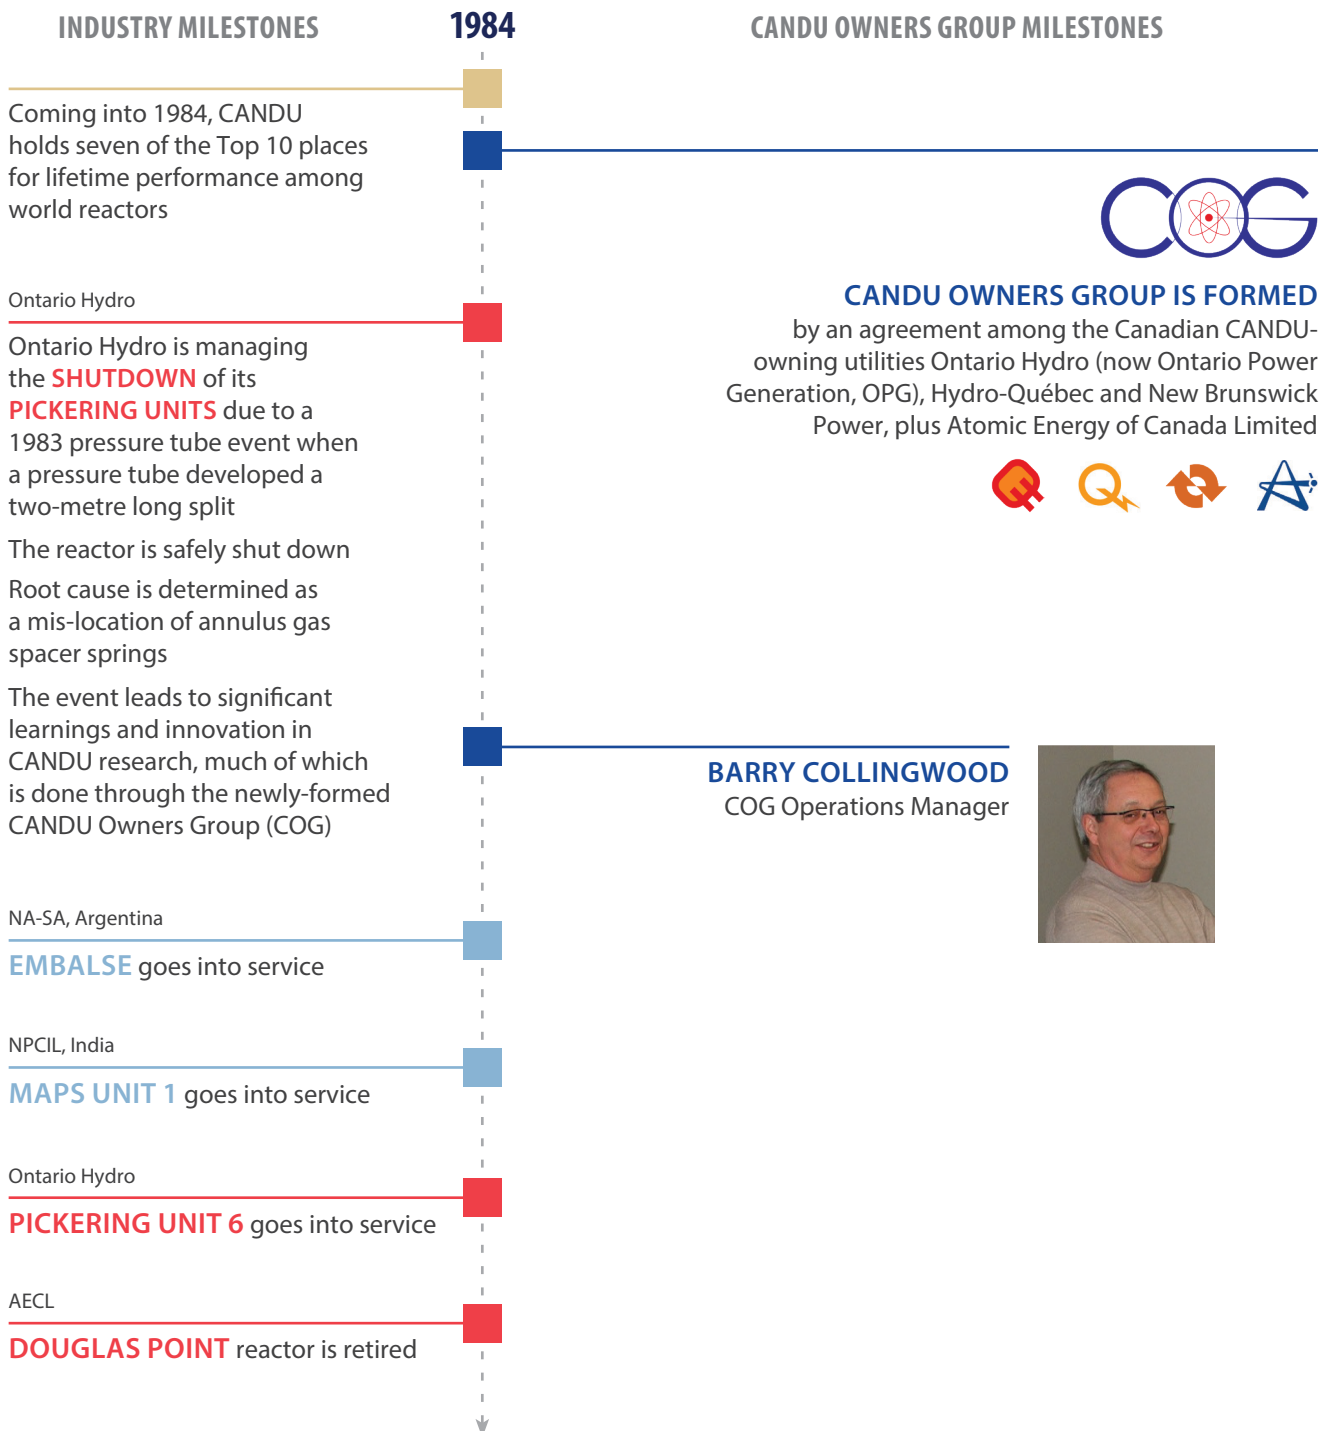 INDUSTRY MILESTONES
1984
CANDU OWNERS GROUP MILESTONES
Coming into 1984, CANDU
holds seven of the Top 10 places
for lifetime performance among
world reactors
COG
CANDU OWNERS GROUP IS FORMED
by an agreement among the Canadian CANDU-
owning utilities Ontario Hydro (now Ontario Power
Generation, OPG), Hydro-Québec and New Brunswick
Power, plus Atomic Energy of Canada Limited
Ontario Hydro
Ontario Hydro is managing
the SHUTDOWN of its
PICKERING UNITS due to a
1983 pressure tube event when
a pressure tube developed a
two-metre long split
The reactor is safely shut down
Root cause is determined as
a mis-location of annulus gas
spacer springs
The event leads to significant
learnings and innovation in
CANDU research, much of which
is done through the newly-formed
CANDU Owners Group (COG)
BARRY COLLINGWOOD
COG Operations Manager
NA-SA, Argentina
EMBALSE goes into service
NPCIL, India
MAPS UNIT 1 goes into service
Ontario Hydro
PICKERING UNIT 6 goes into service
AECL
DOUGLAS POINT reactor is retired